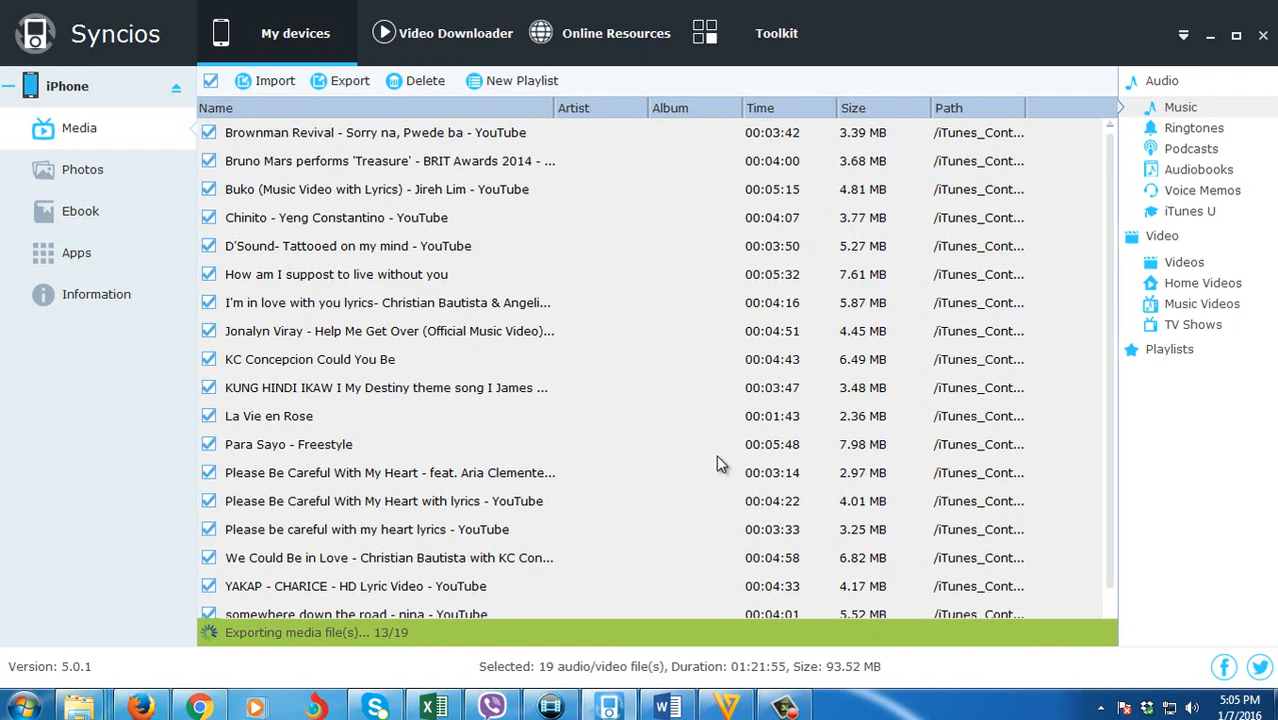 Syncios
My devices
Video Downloader
Online Resources
Toolkit
iPhone
Media
Photos
Ebook
Apps
Information
Import Export Delete New Playlist
Name Artist Album Time Size Path
Brownman Revival - Sorry na, Pwede ba - YouTube 00:03:42 3.39 MB /iTunes_Cont...
Bruno Mars performs 'Treasure' - BRIT Awards 2014 - ... 00:04:00 3.68 MB /iTunes_Cont...
Buko (Music Video with Lyrics) - Jireh Lim - YouTube 00:05:15 4.81 MB /iTunes_Cont...
Chinito - Yeng Constantino - YouTube 00:04:07 3.77 MB /iTunes_Cont...
D'Sound- Tattooed on my mind - YouTube 00:03:50 5.27 MB /iTunes_Cont...
How am I suppost to live without you 00:05:32 7.61 MB /iTunes_Cont...
I'm in love with you lyrics- Christian Bautista & Angeli... 00:04:16 5.87 MB /iTunes_Cont...
Jonalyn Viray - Help Me Get Over (Official Music Video)... 00:04:51 4.45 MB /iTunes_Cont...
KC Concepcion Could You Be 00:04:43 6.49 MB /iTunes_Cont...
KUNG HINDI IKAW I My Destiny theme song I James ... 00:03:47 3.48 MB /iTunes_Cont...
La Vie en Rose 00:01:43 2.36 MB /iTunes_Cont...
Para Sayo - Freestyle 00:05:48 7.98 MB /iTunes_Cont...
Please Be Careful With My Heart - feat. Aria Clemente... 00:03:14 2.97 MB /iTunes_Cont...
Please Be Careful With My Heart with lyrics - YouTube 00:04:22 4.01 MB /iTunes_Cont...
Please be careful with my heart lyrics - YouTube 00:03:33 3.25 MB /iTunes_Cont...
We Could Be in Love - Christian Bautista with KC Con... 00:04:58 6.82 MB /iTunes_Cont...
YAKAP - CHARICE - HD Lyric Video - YouTube 00:04:33 4.17 MB /iTunes_Cont...
somewhere down the road - nina - YouTube 00:04:01 5.52 MB /iTunes_Cont...
Exporting media file(s)... 13/19
Audio
Music
Ringtones
Podcasts
Audiobooks
Voice Memos
iTunes U
Video
Videos
Home Videos
Music Videos
TV Shows
Playlists
Version: 5.0.1
Selected: 19 audio/video file(s), Duration: 01:21:55, Size: 93.52 MB
5:05 PM
1/7/2016